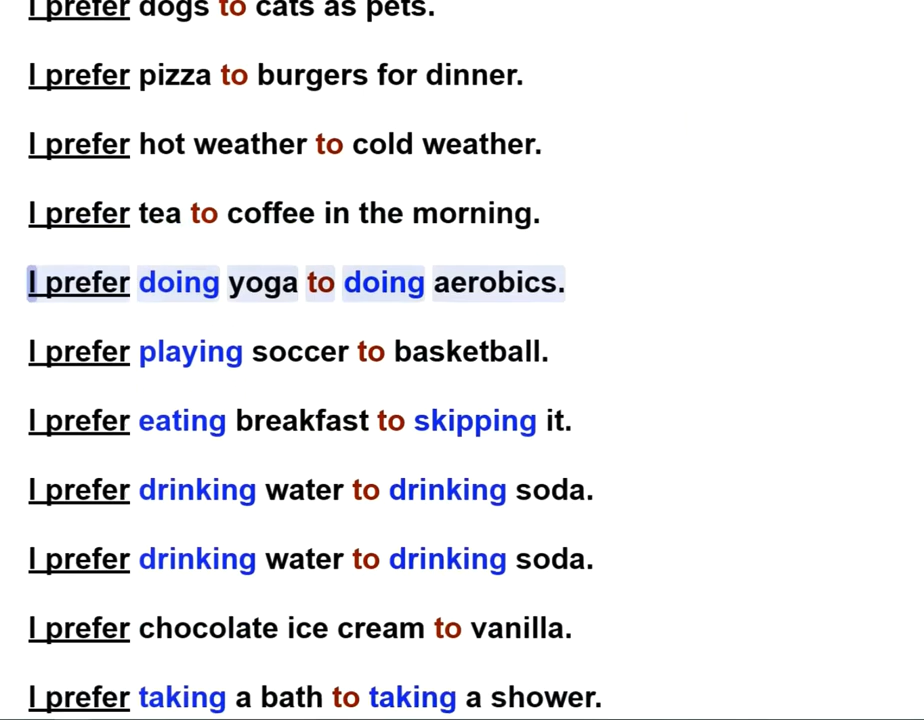 I prefer dogs to cats as pets.
I prefer pizza to burgers for dinner.
I prefer hot weather to cold weather.
I prefer tea to coffee in the morning.
I prefer doing yoga to doing aerobics.
I prefer playing soccer to basketball.
I prefer eating breakfast to skipping it.
I prefer drinking water to drinking soda.
I prefer drinking water to drinking soda.
I prefer chocolate ice cream to vanilla.
I prefer taking a bath to taking a shower.